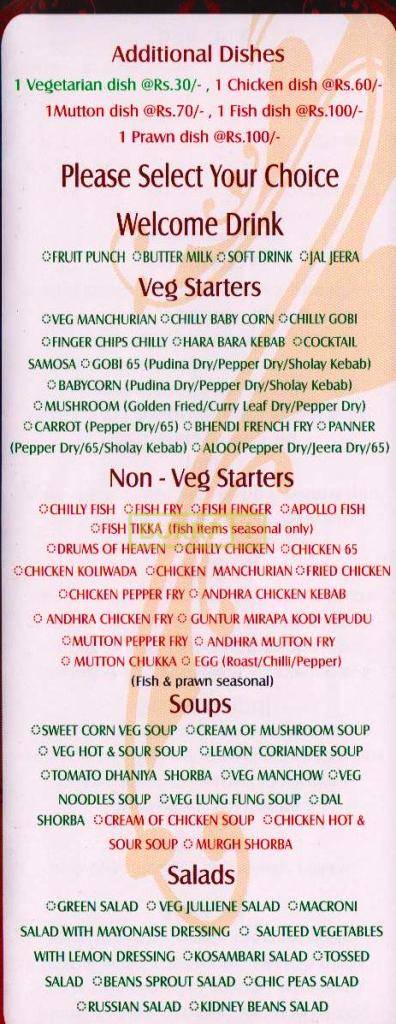 Additional Dishes
1 Vegetarian dish @Rs.30/- , 1 Chicken dish @Rs.60/-
1Mutton dish @Rs.70/- , 1 Fish dish @Rs.100/-
1 Prawn dish @Rs.100/-
Please Select Your Choice
Welcome Drink
FRUIT PUNCH BUTTER MILK SOFT DRINK JAL JEERA
Veg Starters
VEG MANCHURIAN CHILLY BABY CORN CHILLY GOBI
FINGER CHIPS CHILLY HARA BARA KEBAB COCKTAIL
SAMOSA GOBI 65 (Pudina Dry/Pepper Dry/Sholay Kebab)
BABYCORN (Pudina Dry/Pepper Dry/Sholay Kebab)
MUSHROOM (Golden Fried/Curry Leaf Dry/Pepper Dry)
CARROT (Pepper Dry/65) BHENDI FRENCH FRY PANNER
(Pepper Dry/65/Sholay Kebab) ALOO(Pepper Dry/Jeera Dry/65)
Non - Veg Starters
CHILLY FISH FISH FRY FISH FINGER APOLLO FISH
FISH TIKKA (fish items seasonal only)
DRUMS OF HEAVEN CHILLY CHICKEN CHICKEN 65
CHICKEN KOLIWADA CHICKEN MANCHURIAN FRIED CHICKEN
CHICKEN PEPPER FRY ANDHRA CHICKEN KEBAB
ANDHRA CHICKEN FRY GUNTUR MIRAPA KODI VEPUDU
MUTTON PEPPER FRY ANDHRA MUTTON FRY
MUTTON CHUKKA EGG (Roast/Chilli/Pepper)
(Fish & prawn seasonal)
Soups
SWEET CORN VEG SOUP CREAM OF MUSHROOM SOUP
VEG HOT & SOUR SOUP LEMON CORIANDER SOUP
TOMATO DHANIYA SHORBA VEG MANCHOW VEG
NOODLES SOUP VEG LUNG FUNG SOUP DAL
SHORBA CREAM OF CHICKEN SOUP CHICKEN HOT &
SOUR SOUP MURGH SHORBA
Salads
GREEN SALAD VEG JULLIENE SALAD MACRONI
SALAD WITH MAYONAISE DRESSING SAUTEED VEGETABLES
WITH LEMON DRESSING KOSAMBARI SALAD TOSSED
SALAD BEANS SPROUT SALAD CHIC PEAS SALAD
RUSSIAN SALAD KIDNEY BEANS SALAD